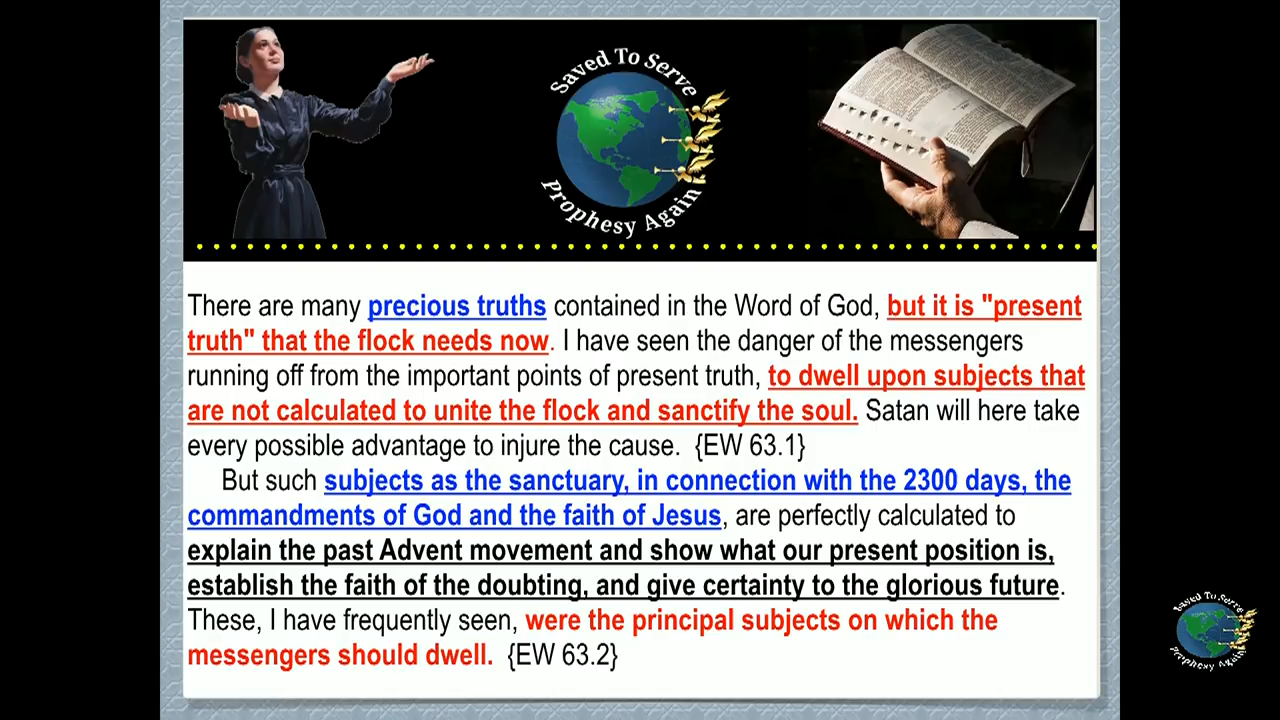 Saved To Serve
Prophesy Again
There are many precious truths contained in the Word of God, but it is "present
truth" that the flock needs now. I have seen the danger of the messengers
running off from the important points of present truth, to dwell upon subjects that
are not calculated to unite the flock and sanctify the soul. Satan will here take
every possible advantage to injure the cause.  {EW 63.1}
But such subjects as the sanctuary, in connection with the 2300 days, the
commandments of God and the faith of Jesus, are perfectly calculated to
explain the past Advent movement and show what our present position is,
establish the faith of the doubting, and give certainty to the glorious future.
These, I have frequently seen, were the principal subjects on which the
messengers should dwell.  {EW 63.2}
Saved To Serve
Prophesy Again